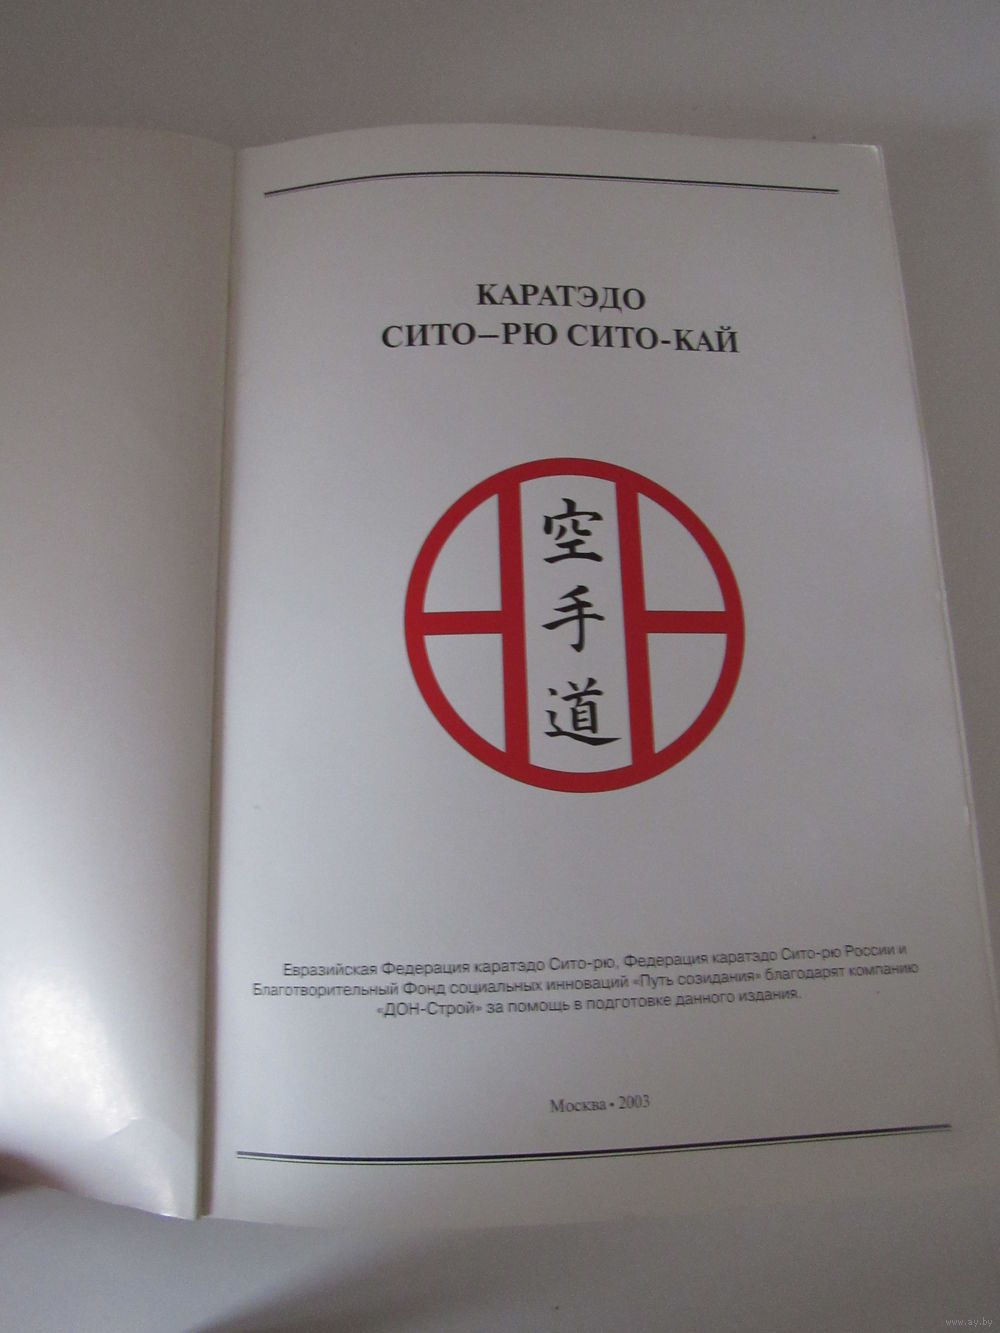 КАРАТЭДО
СИТО–РЮ СИТО-КАЙ
空
手
道
Евразийская Федерация каратэдо Сито-рю, Федерация каратэдо Сито-рю России и
Благотворительный Фонд социальных инноваций «Путь созидания» благодарят компанию
«ДОН-Строй» за помощь в подготовке данного издания.
Москва • 2003
www.ay.by